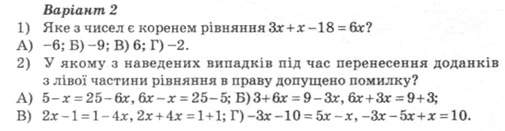 Варіант 2
1) Яке з чисел є коренем рівняння 3x + x – 18 = 6x?
А) –6; Б) –9; В) 6; Г) –2.
2) У якому з наведених випадків під час перенесення доданків
з лівої частини рівняння в праву допущено помилку?
А) 5 – x = 25 – 6x, 6x – x = 25 – 5; Б) 3 + 6x = 9 – 3x, 6x + 3x = 9 + 3;
В) 2x – 1 = 1 – 4x, 2x + 4x = 1 + 1; Г) –3x – 10 = 5x – x, –3x – 5x + x = 10.